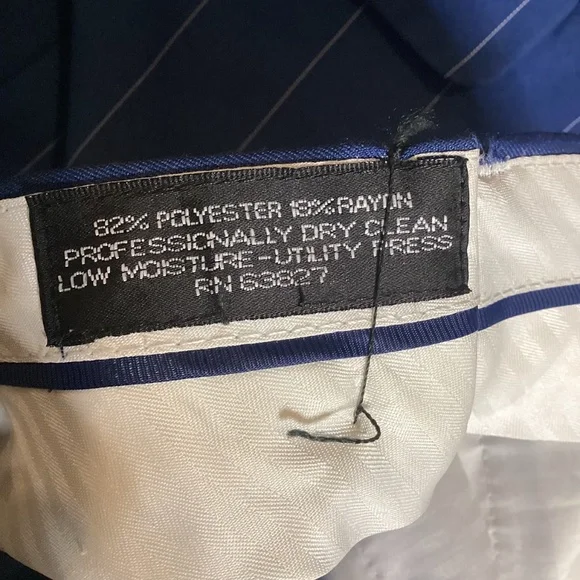 82% POLYESTER 18% RAYON
PROFESSIONALLY DRY CLEAN
LOW MOISTURE-UTILITY PRESS
RN 63827